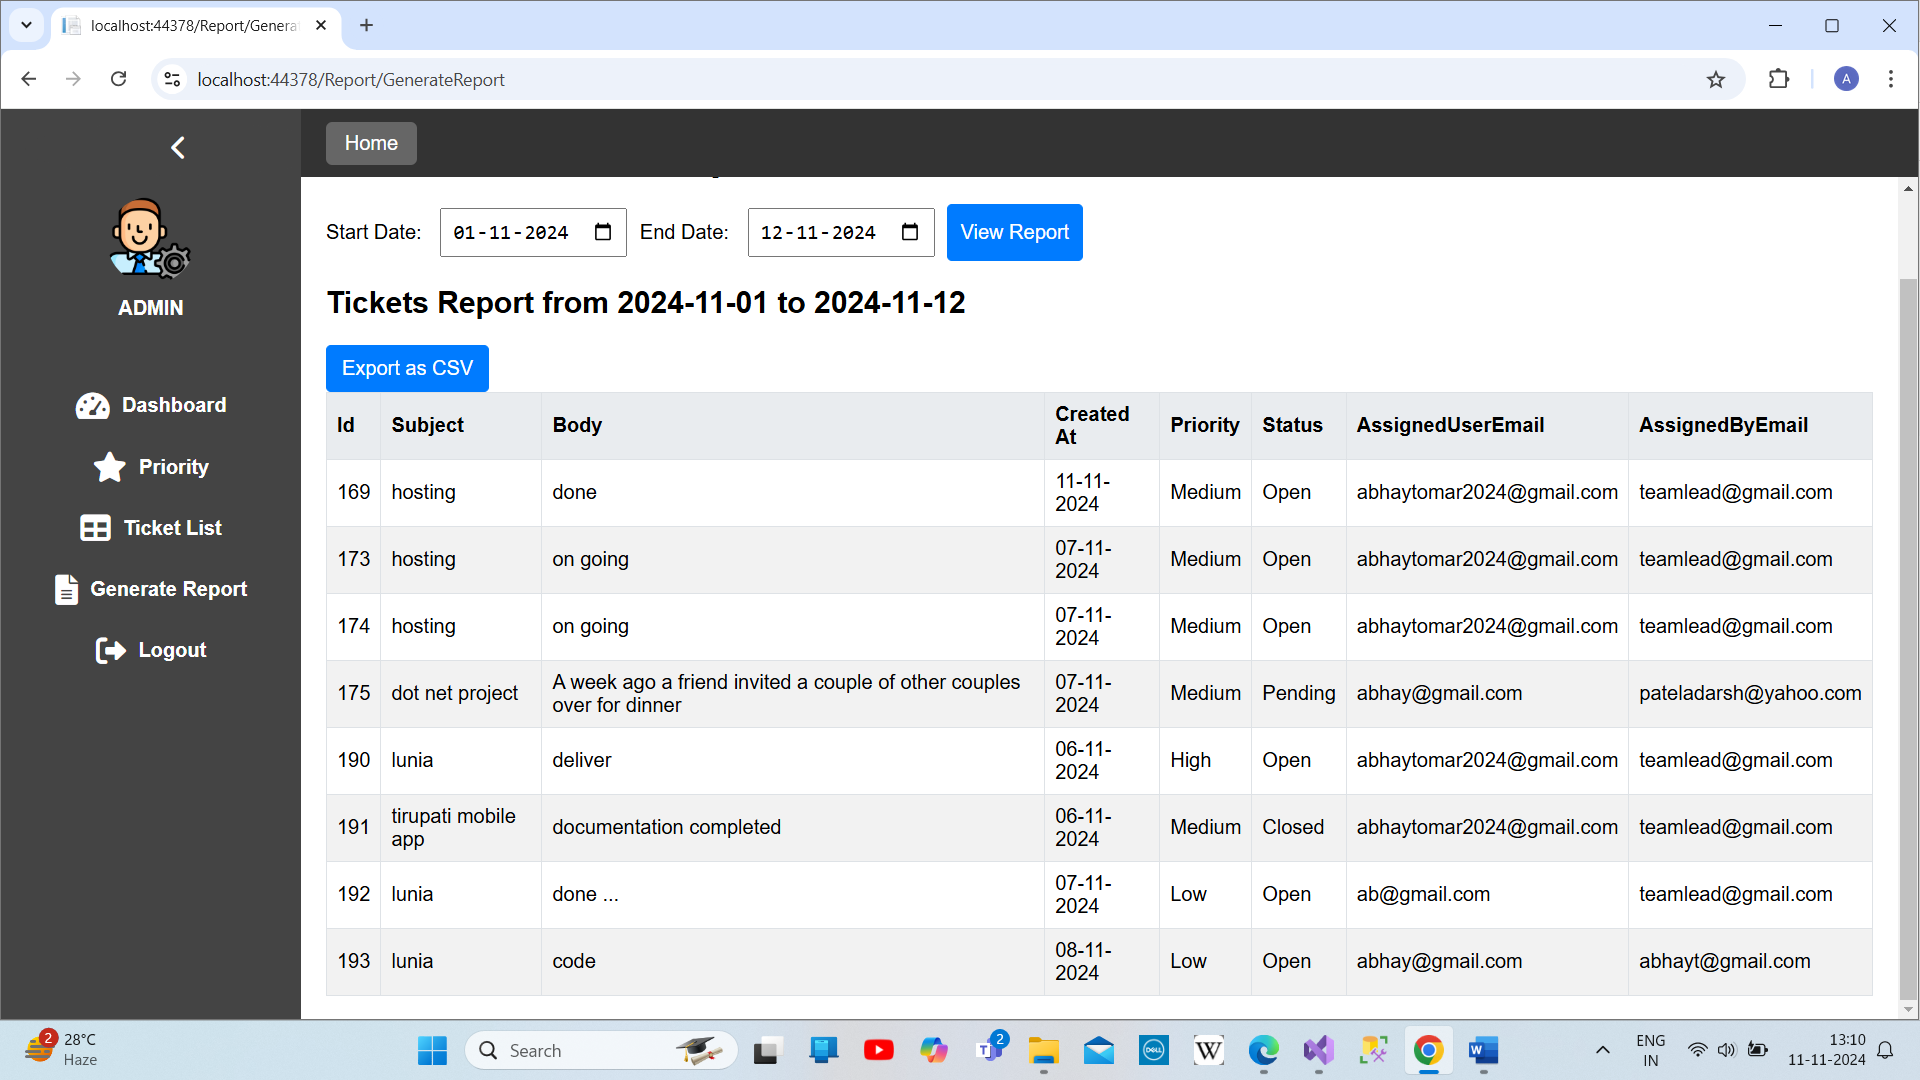 localhost:44378/Report/Genera
localhost:44378/Report/GenerateReport
A
Home
ADMIN
Dashboard
Priority
Ticket List
Generate Report
Logout
Start Date: 01-11-2024 End Date: 12-11-2024 View Report
Tickets Report from 2024-11-01 to 2024-11-12
Export as CSV
Id Subject Body Created At Priority Status AssignedUserEmail AssignedByEmail
169 hosting done 11-11-2024 Medium Open abhaytomar2024@gmail.com teamlead@gmail.com
173 hosting on going 07-11-2024 Medium Open abhaytomar2024@gmail.com teamlead@gmail.com
174 hosting on going 07-11-2024 Medium Open abhaytomar2024@gmail.com teamlead@gmail.com
175 dot net project A week ago a friend invited a couple of other couples over for dinner 07-11-2024 Medium Pending abhay@gmail.com pateladarsh@yahoo.com
190 lunia deliver 06-11-2024 High Open abhaytomar2024@gmail.com teamlead@gmail.com
191 tirupati mobile app documentation completed 06-11-2024 Medium Closed abhaytomar2024@gmail.com teamlead@gmail.com
192 lunia done ... 07-11-2024 Low Open ab@gmail.com teamlead@gmail.com
193 lunia code 08-11-2024 Low Open abhay@gmail.com abhayt@gmail.com
2
28°C
Haze
Search
T 2
DELL
W
W
ENG
IN
13:10
11-11-2024